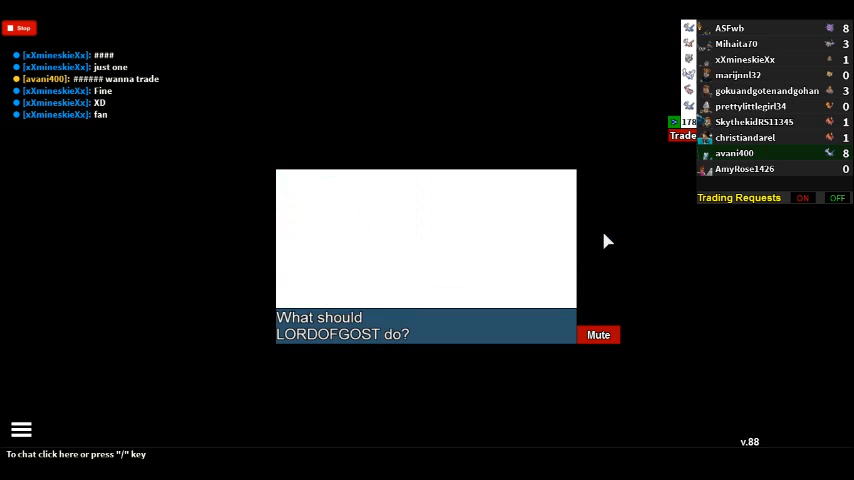 Stop
[xXmineskieXx]: ####
[xXmineskieXx]: just one
[avani400]: ###### wanna trade
[xXmineskieXx]: Fine
[xXmineskieXx]: XD
[xXmineskieXx]: fan
ASFwb 8
Mihaita70 3
xXmineskieXx 1
marijnnl32 0
gokuandgotenandgohan 3
prettylittlegirl34 0
> 178
SkythekidRS11345 1
Trade
christiandarel 1
avani400 8
AmyRose1426 0
Trading Requests ON OFF
What should
LORDOFGOST do?
Mute
v.88
To chat click here or press "/" key